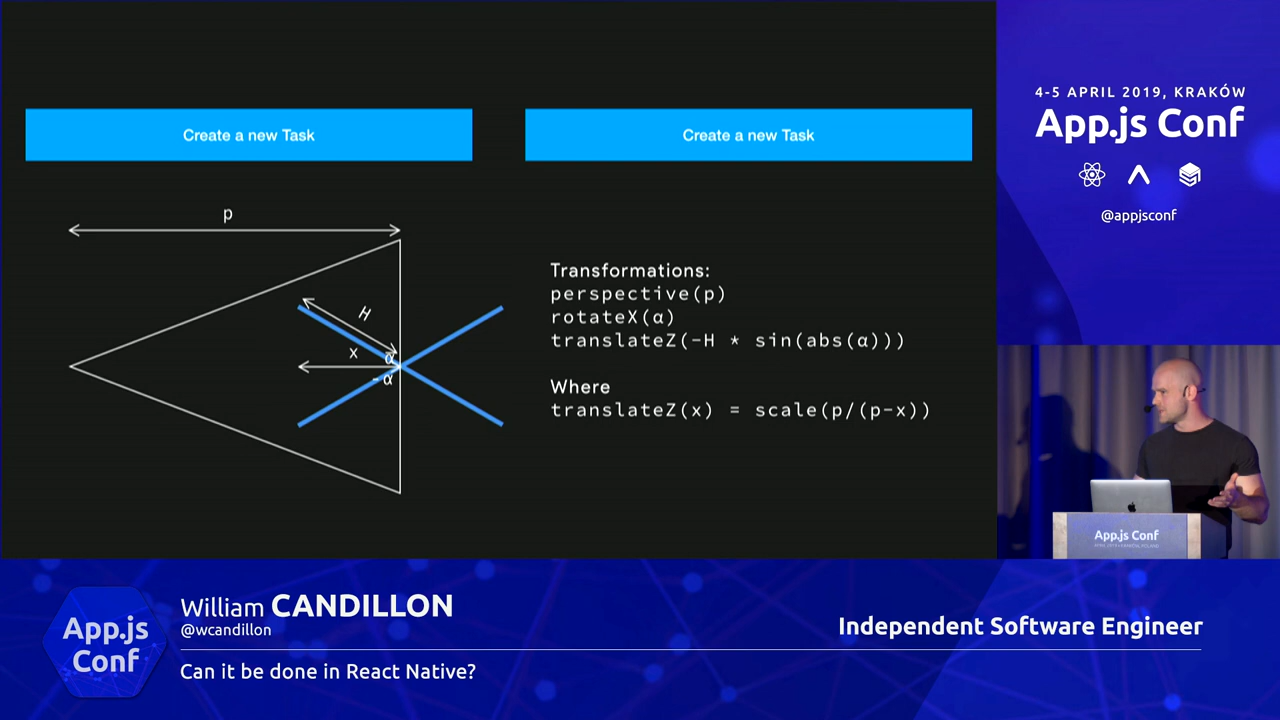 Create a new Task
Create a new Task
p
H
x
α
-α
Transformations:
perspective(p)
rotateX(α)
translateZ(-H * sin(abs(α)))
Where
translateZ(x) = scale(p/(p-x))
4-5 APRIL 2019, KRAKÓW
App.js Conf
@appjsconf
App.js Conf
App.js
Conf
William CANDILLON
@wcandillon
Can it be done in React Native?
Independent Software Engineer